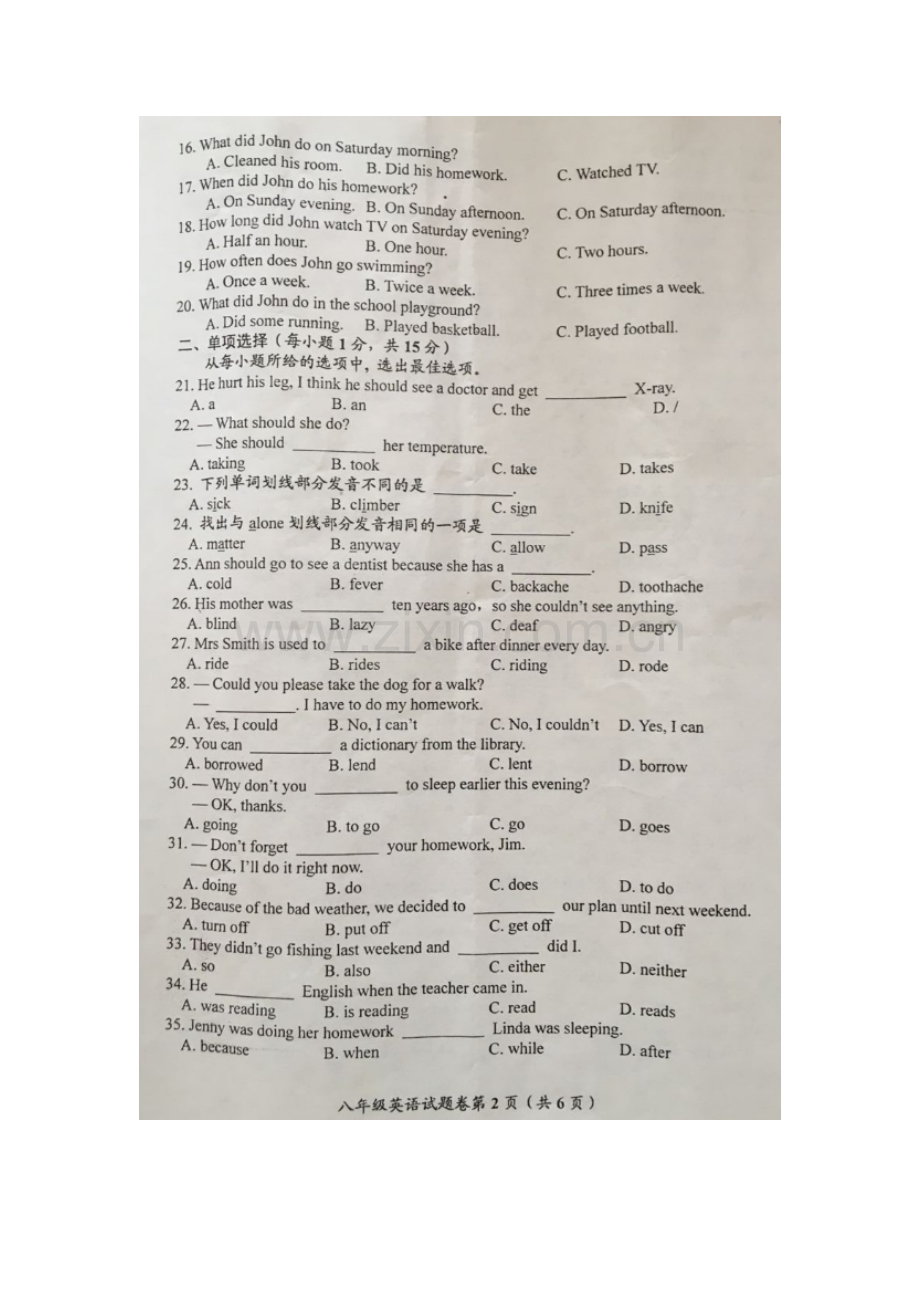 16. What did John do on Saturday morning?
A. Cleaned his room. B. Did his homework. C. Watched TV.
17. When did John do his homework?
A. On Sunday evening. B. On Sunday afternoon. C. On Saturday afternoon.
18. How long did John watch TV on Saturday evening?
A. Half an hour. B. One hour. C. Two hours.
19. How often does John go swimming?
A. Once a week. B. Twice a week. C. Three times a week.
20. What did John do in the school playground?
A. Did some running. B. Played basketball. C. Played football.
二、单项选择（每小题1分，共15分）
从每小题所给的选项中，选出最佳选项。
21. He hurt his leg, I think he should see a doctor and get ________ X-ray.
A. a B. an C. the D. /
22. — What should she do?
— She should ________ her temperature.
A. taking B. took C. take D. takes
23. 下列单词划线部分发音不同的是 ________.
A. sick B. climber C. sign D. knife
24. 找出与 alone 划线部分发音相同的一项是 ________.
A. matter B. anyway C. allow D. pass
25. Ann should go to see a dentist because she has a ________.
A. cold B. fever C. backache D. toothache
26. His mother was ________ ten years ago，so she couldn't see anything.
A. blind B. lazy C. deaf D. angry
www.zixin.com.cn
27. Mrs Smith is used to ________ a bike after dinner every day.
A. ride B. rides C. riding D. rode
28. — Could you please take the dog for a walk?
— ________. I have to do my homework.
A. Yes, I could B. No, I can't C. No, I couldn't D. Yes, I can
29. You can ________ a dictionary from the library.
A. borrowed B. lend C. lent D. borrow
30. — Why don't you ________ to sleep earlier this evening?
— OK, thanks.
A. going B. to go C. go D. goes
31. — Don't forget ________ your homework, Jim.
— OK, I'll do it right now.
A. doing B. do C. does D. to do
32. Because of the bad weather, we decided to ________ our plan until next weekend.
A. turn off B. put off C. get off D. cut off
33. They didn't go fishing last weekend and ________ did I.
A. so B. also C. either D. neither
34. He ________ English when the teacher came in.
A. was reading B. is reading C. read D. reads
35. Jenny was doing her homework ________ Linda was sleeping.
A. because B. when C. while D. after
八年级英语试题卷第2页（共6页）